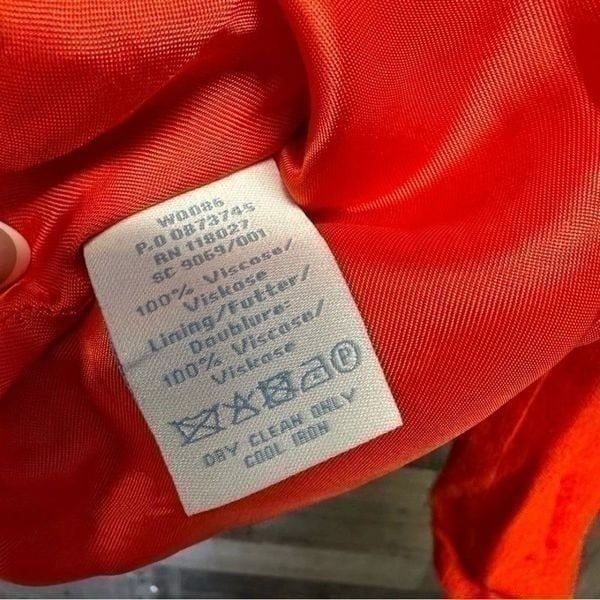 W0086
P.O 0873745
RN 118027
SC 9069/001
100% Viscose/
Viskose
Lining/Futter/
Doublure:
100% Viscose/
Viskose
P
DRY CLEAN ONLY
COOL IRON